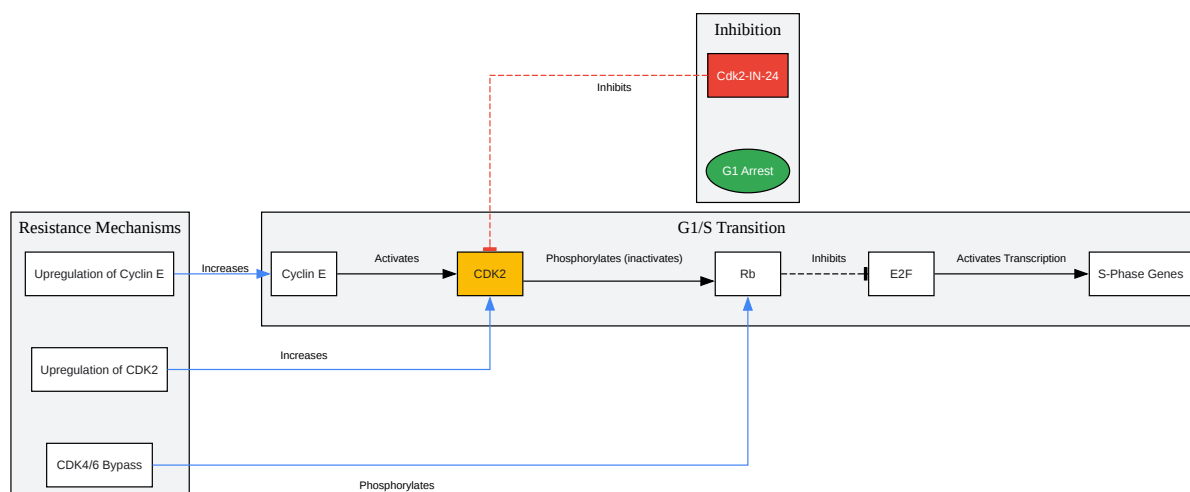 Inhibition
Cdk2-IN-24
Inhibits
G1 Arrest
Resistance Mechanisms
G1/S Transition
Upregulation of Cyclin E
Increases
Cyclin E
Activates
CDK2
Phosphorylates (inactivates)
Rb
Inhibits
E2F
Activates Transcription
S-Phase Genes
Upregulation of CDK2
Increases
CDK4/6 Bypass
Phosphorylates